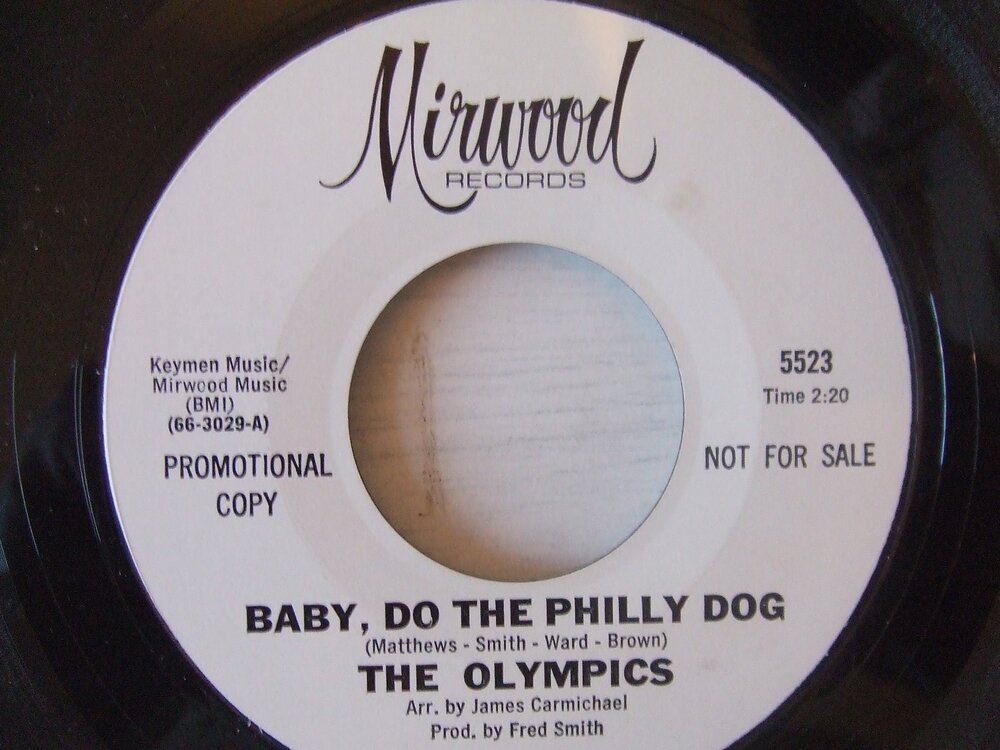 Mirwood
RECORDS
Keymen Music/
Mirwood Music
(BMI)
(66-3029-A)
PROMOTIONAL
COPY
5523
Time 2:20
NOT FOR SALE
BABY, DO THE PHILLY DOG
(Matthews - Smith - Ward - Brown)
THE OLYMPICS
Arr. by James Carmichael
Prod. by Fred Smith